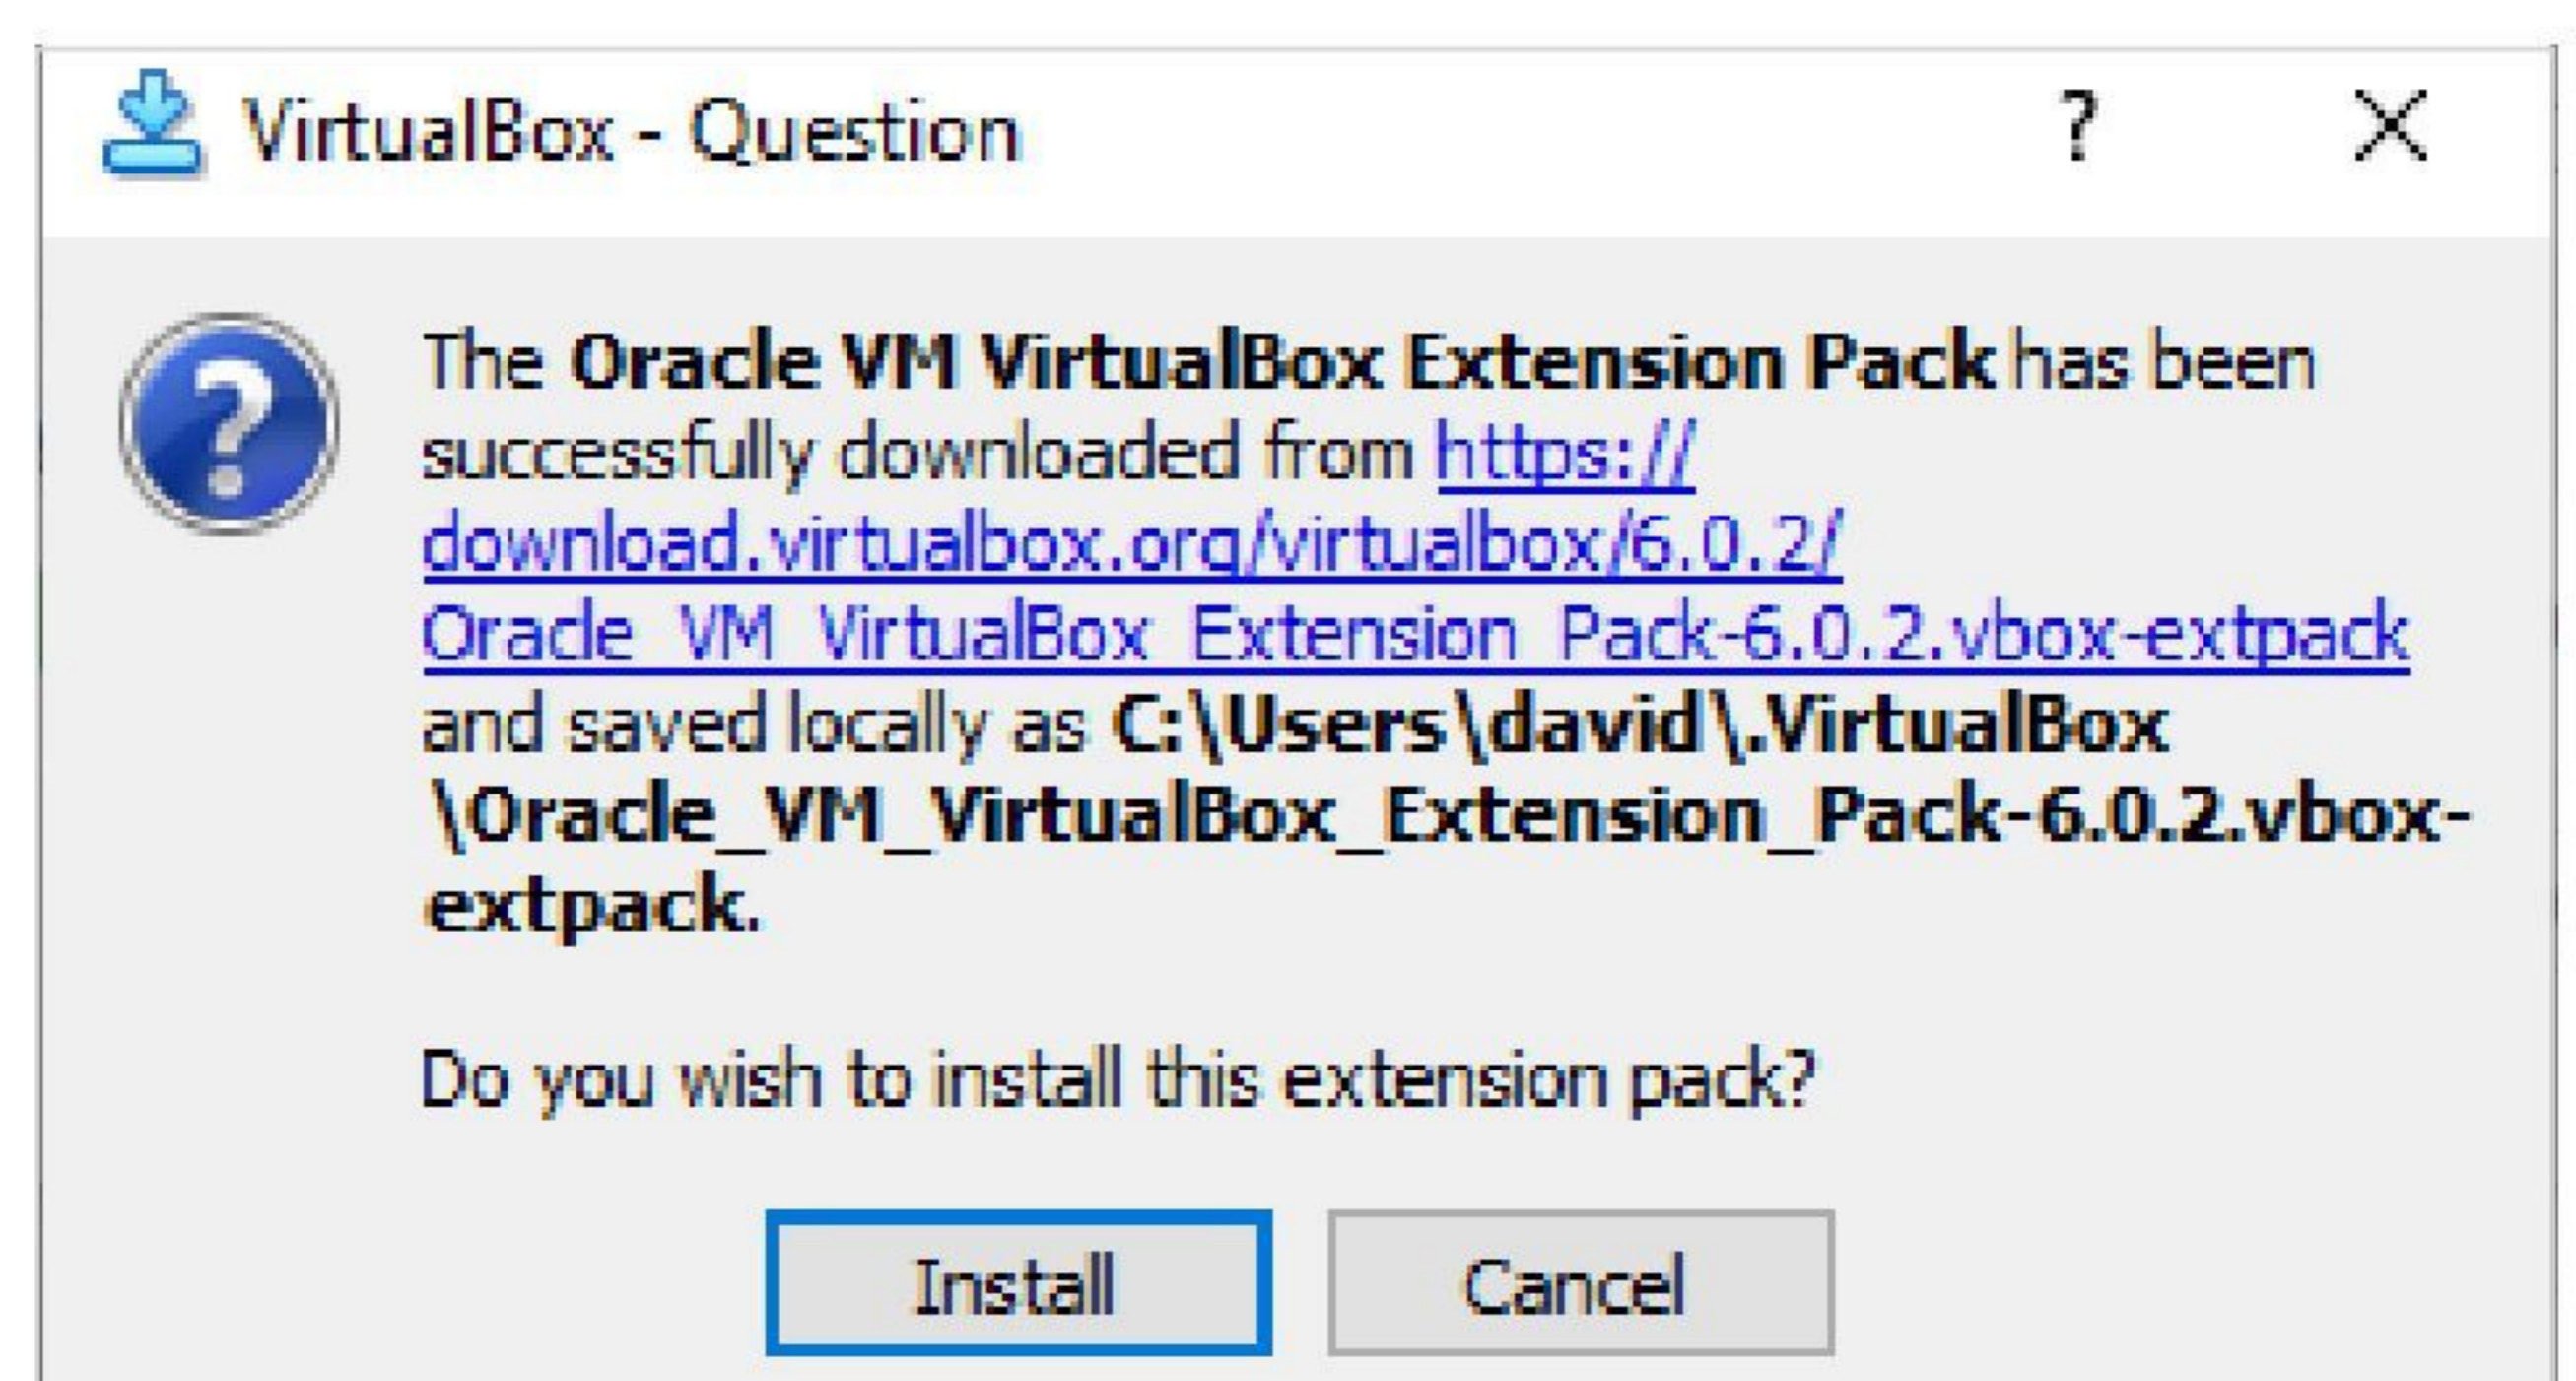 VirtualBox - Question
The Oracle VM VirtualBox Extension Pack has been
successfully downloaded from https://
download.virtualbox.org/virtualbox/6.0.2/
Oracle_VM_VirtualBox_Extension_Pack-6.0.2.vbox-extpack
and saved locally as C:\Users\david\.VirtualBox
\Oracle_VM_VirtualBox_Extension_Pack-6.0.2.vbox-
extpack.
Do you wish to install this extension pack?
Install Cancel